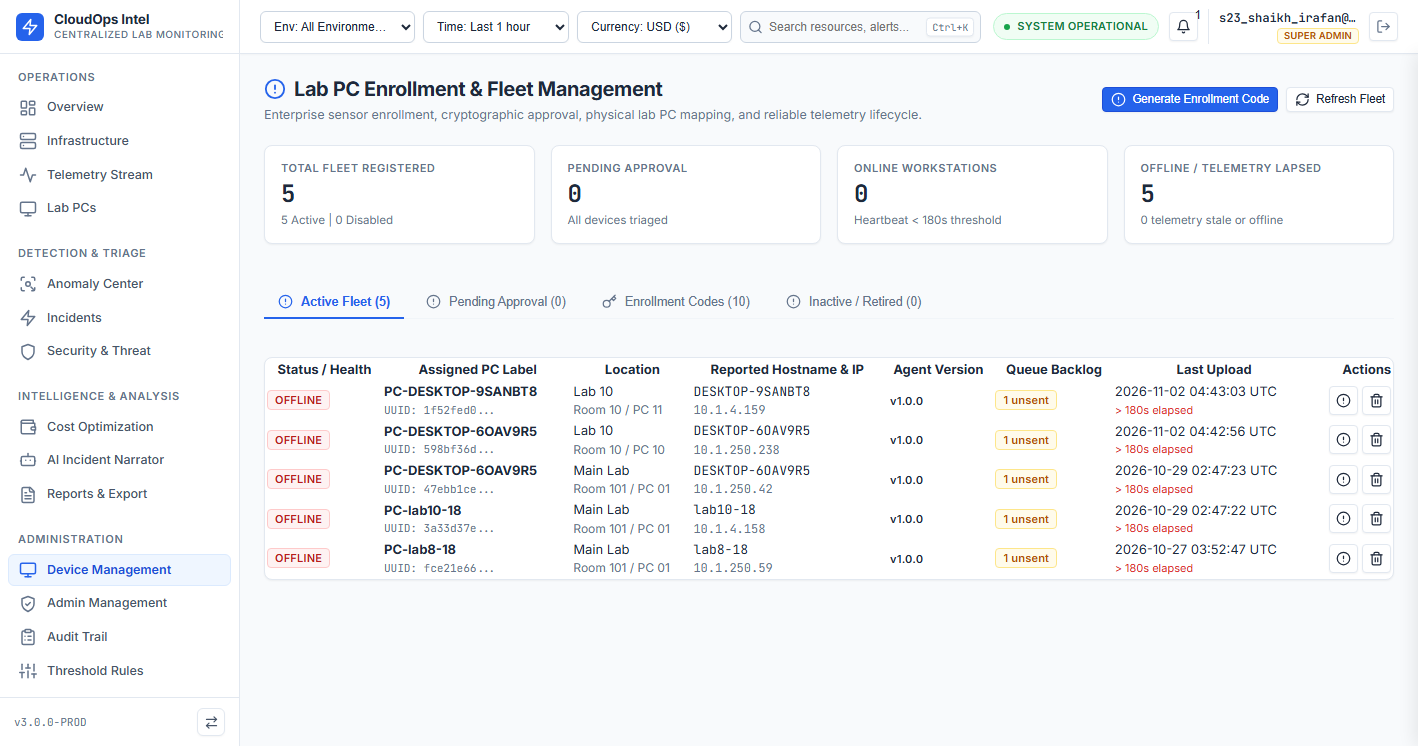 CloudOps Intel
CENTRALIZED LAB MONITORING
Env: All Environme...
Time: Last 1 hour
Currency: USD ($)
Search resources, alerts...
Ctrl+K
SYSTEM OPERATIONAL
1
s23_shaikh_irafan@...
SUPER ADMIN
OPERATIONS
Overview
Infrastructure
Telemetry Stream
Lab PCs
DETECTION & TRIAGE
Anomaly Center
Incidents
Security & Threat
INTELLIGENCE & ANALYSIS
Cost Optimization
AI Incident Narrator
Reports & Export
ADMINISTRATION
Device Management
Admin Management
Audit Trail
Threshold Rules
v3.0.0-PROD
Lab PC Enrollment & Fleet Management
Enterprise sensor enrollment, cryptographic approval, physical lab PC mapping, and reliable telemetry lifecycle.
Generate Enrollment Code
Refresh Fleet
TOTAL FLEET REGISTERED
5
5 Active | 0 Disabled
PENDING APPROVAL
0
All devices triaged
ONLINE WORKSTATIONS
0
Heartbeat < 180s threshold
OFFLINE / TELEMETRY LAPSED
5
0 telemetry stale or offline
Active Fleet (5)
Pending Approval (0)
Enrollment Codes (10)
Inactive / Retired (0)
Status / Health Assigned PC Label Location Reported Hostname & IP Agent Version Queue Backlog Last Upload Actions
OFFLINE PC-DESKTOP-9SANBT8 Lab 10 DESKTOP-9SANBT8 v1.0.0 1 unsent 2026-11-02 04:43:03 UTC
UUID: 1f52fed0... Room 10 / PC 11 10.1.4.159 > 180s elapsed
OFFLINE PC-DESKTOP-6OAV9R5 Lab 10 DESKTOP-6OAV9R5 v1.0.0 1 unsent 2026-11-02 04:42:56 UTC
UUID: 598bf36d... Room 10 / PC 10 10.1.250.238 > 180s elapsed
OFFLINE PC-DESKTOP-6OAV9R5 Main Lab DESKTOP-6OAV9R5 v1.0.0 1 unsent 2026-10-29 02:47:23 UTC
UUID: 47ebb1ce... Room 101 / PC 01 10.1.250.42 > 180s elapsed
OFFLINE PC-lab10-18 Main Lab lab10-18 v1.0.0 1 unsent 2026-10-29 02:47:22 UTC
UUID: 3a33d37e... Room 101 / PC 01 10.1.4.158 > 180s elapsed
OFFLINE PC-lab8-18 Main Lab lab8-18 v1.0.0 1 unsent 2026-10-27 03:52:47 UTC
UUID: fce21e66... Room 101 / PC 01 10.1.250.59 > 180s elapsed